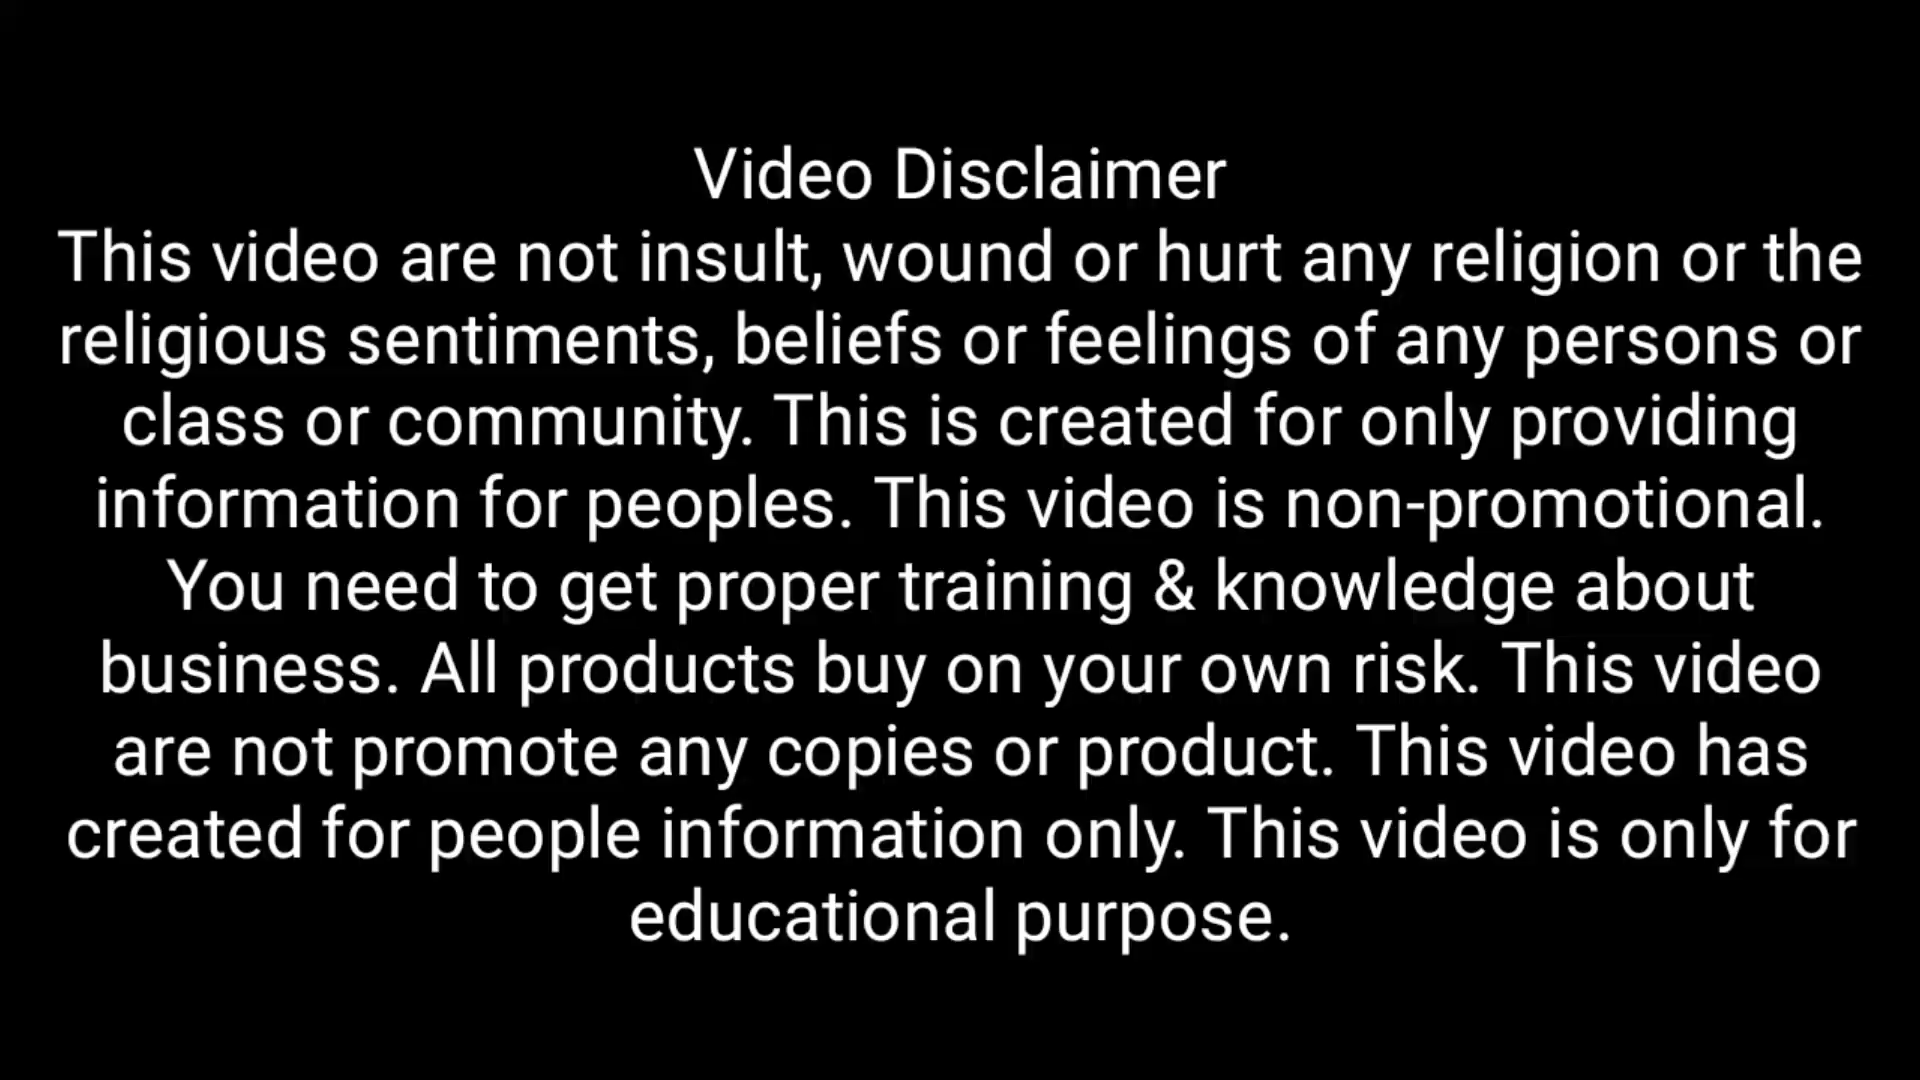 Video Disclaimer
This video are not insult, wound or hurt any religion or the
religious sentiments, beliefs or feelings of any persons or
class or community. This is created for only providing
information for peoples. This video is non-promotional.
You need to get proper training & knowledge about
business. All products buy on your own risk. This video
are not promote any copies or product. This video has
created for people information only. This video is only for
educational purpose.